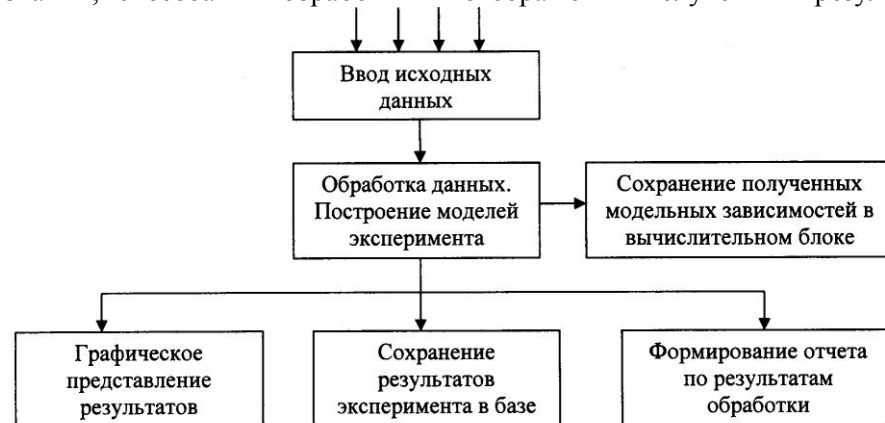 Ввод исходных
данных
Обработка данных.
Построение моделей
эксперимента
Сохранение полученных
модельных зависимостей в
вычислительном блоке
Графическое
представление
результатов
Сохранение
результатов
эксперимента в базе
Формирование отчета
по результатам
обработки